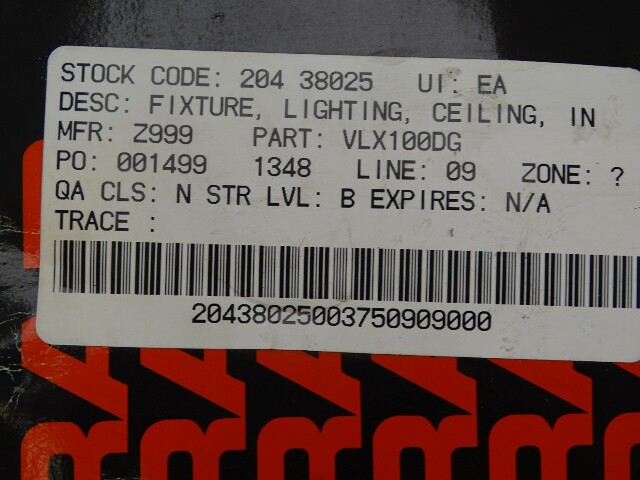 STOCK CODE: 204 38025 UI: EA
DESC: FIXTURE, LIGHTING, CEILING, IN
MFR: Z999 PART: VLX100DG
PO: 001499 1348 LINE: 09 ZONE: ?
QA CLS: N STR LVL: B EXPIRES: N/A
TRACE :
20438025003750909000